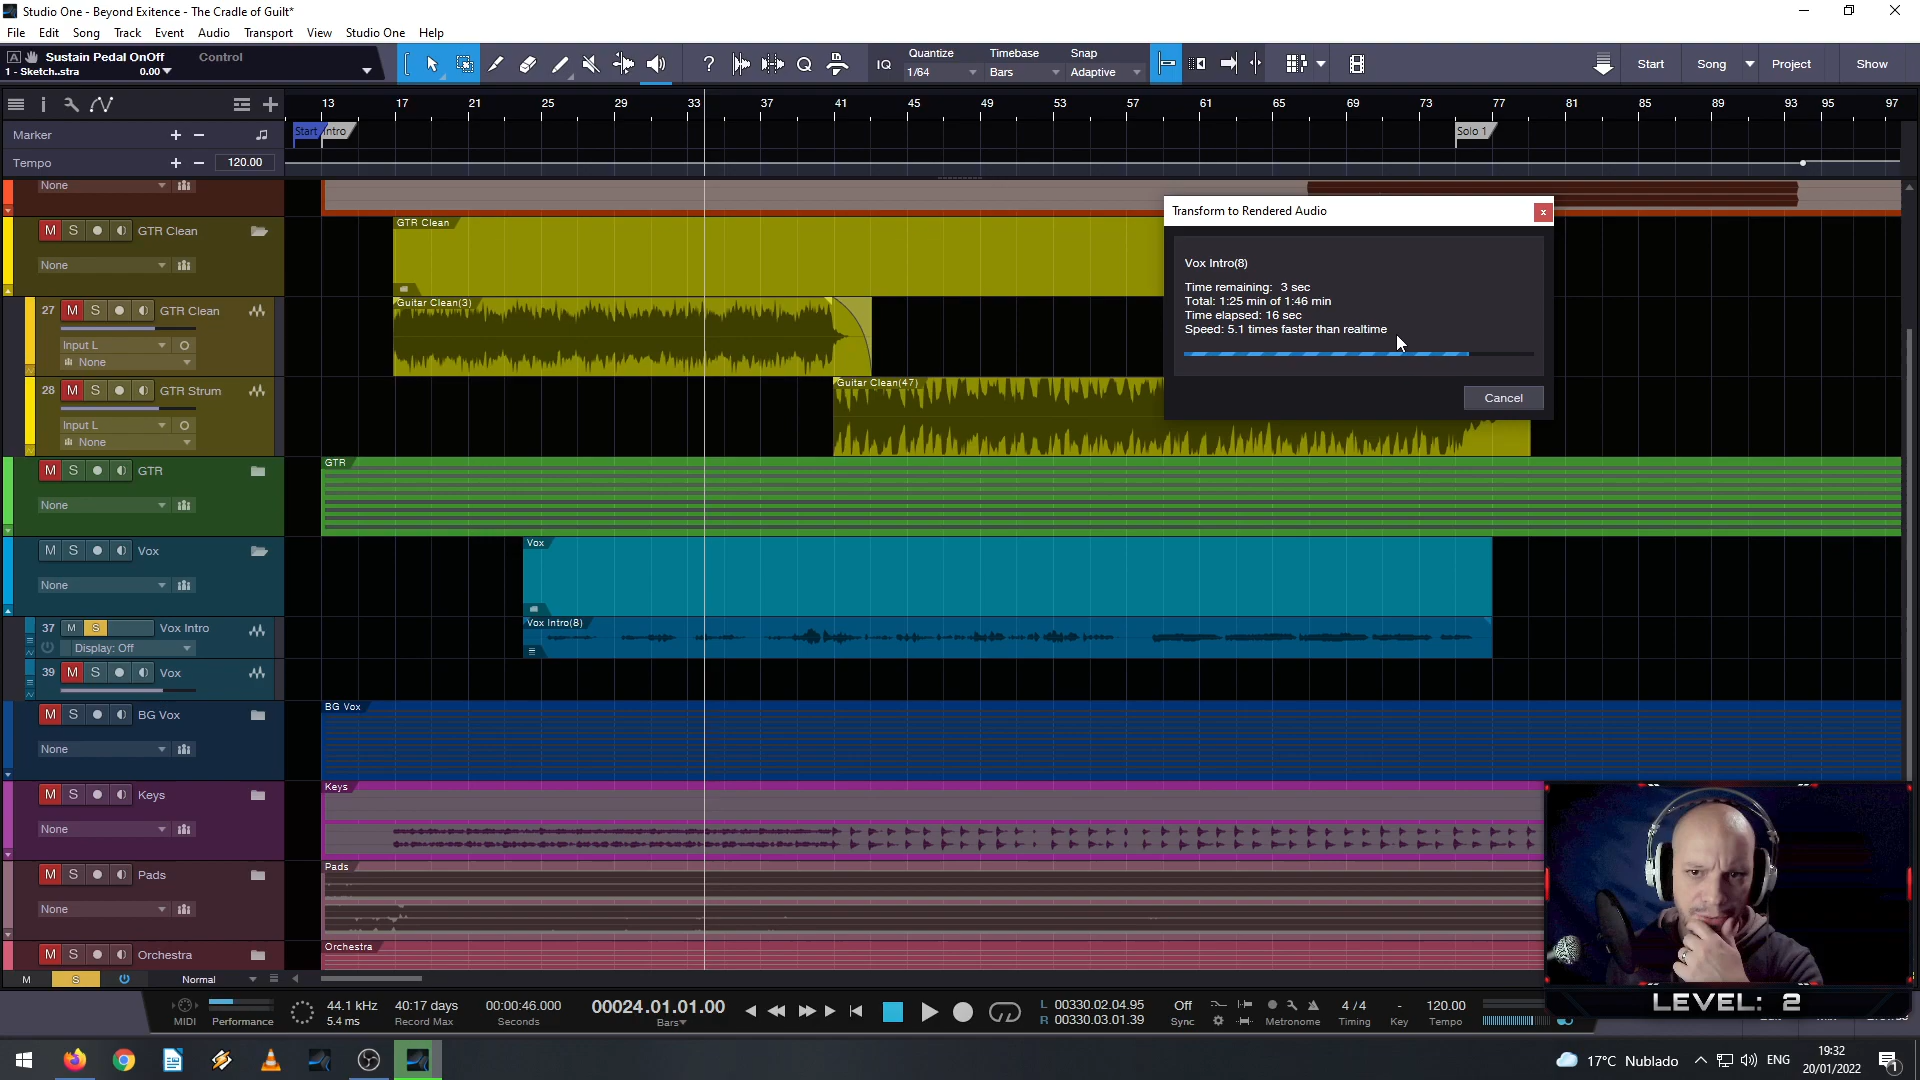 Studio One - Beyond Exitence - The Cradle of Guilt*
File Edit Song Track Event Audio Transport View Studio One Help
Sustain Pedal OnOff
Control
1 - Sketch..stra
0.00
IQ
Quantize
1/64
Timebase
Bars
Snap
Adaptive
Start
Song
Project
Show
13 17 21 25 29 33 37 41 45 49 53 57 61 65 69 73 77 81 85 89 93 95 97
Marker
Start
Intro
Solo 1
Tempo
120.00
None
M S GTR Clean
None
GTR Clean
27 M S GTR Clean
Input L
None
Guitar Clean(3)
28 M S GTR Strum
Input L
None
Guitar Clean(47)
M S GTR
None
GTR
M S Vox
None
Vox
37 M S Vox Intro
Display: Off
Vox Intro(8)
39 M S Vox
M S BG Vox
None
BG Vox
M S Keys
None
Keys
M S Pads
None
Pads
M S Orchestra
Orchestra
M S Normal
Transform to Rendered Audio
x
Vox Intro(8)
Time remaining: 3 sec
Total: 1:25 min of 1:46 min
Time elapsed: 16 sec
Speed: 5.1 times faster than realtime
Cancel
LEVEL: 2
MIDI
Performance
44.1 kHz
5.4 ms
40:17 days
Record Max
00:00:46.000
Seconds
00024.01.01.00
Bars
L 00330.02.04.95
R 00330.03.01.39
Off
Sync
Metronome
4 / 4
Timing
-
Key
120.00
Tempo
17°C Nublado
ENG
19:32
20/01/2022
1